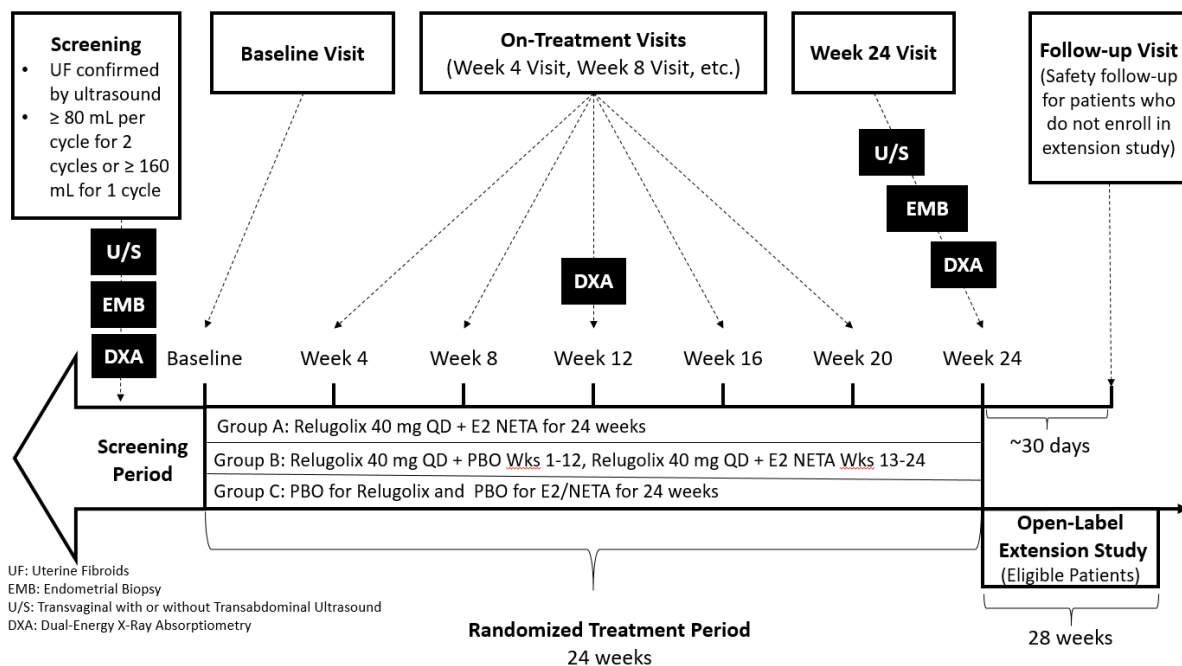 Screening
• UF confirmed
by ultrasound
• ≥ 80 mL per
cycle for 2
cycles or ≥ 160
mL for 1 cycle
Baseline Visit
On-Treatment Visits
(Week 4 Visit, Week 8 Visit, etc.)
Week 24 Visit
Follow-up Visit
(Safety follow-up
for patients who
do not enroll in
extension study)
U/S
EMB
DXA
DXA
U/S
EMB
DXA
Baseline
Week 4
Week 8
Week 12
Week 16
Week 20
Week 24
Screening
Period
Group A: Relugolix 40 mg QD + E2 NETA for 24 weeks
Group B: Relugolix 40 mg QD + PBO Wks 1-12, Relugolix 40 mg QD + E2 NETA Wks 13-24
Group C: PBO for Relugolix and PBO for E2/NETA for 24 weeks
~30 days
Open-Label
Extension Study
(Eligible Patients)
28 weeks
UF: Uterine Fibroids
EMB: Endometrial Biopsy
U/S: Transvaginal with or without Transabdominal Ultrasound
DXA: Dual-Energy X-Ray Absorptiometry
Randomized Treatment Period
24 weeks